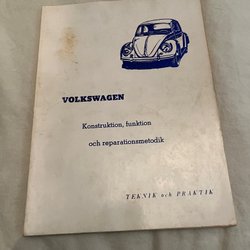 VOLKSWAGEN
Konstruktion, funktion
och reparationsmetodik
TEKNIK och PRAKTIK